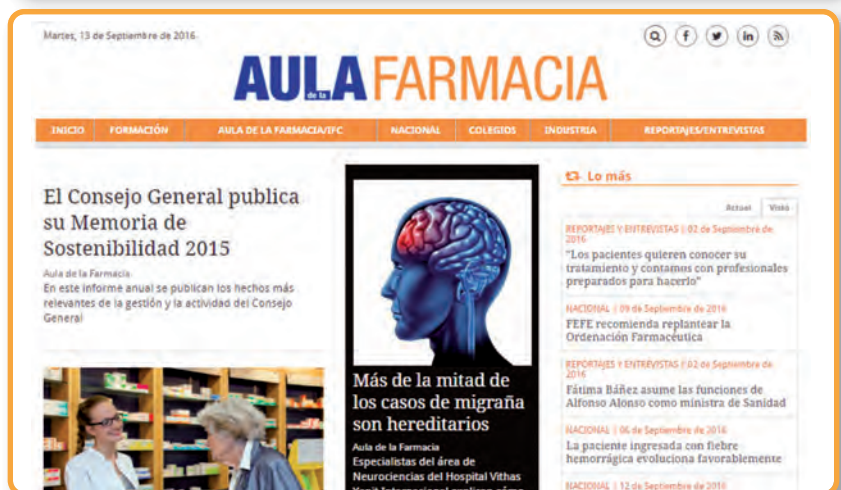 Martes, 13 de Septiembre de 2016
AULA de la FARMACIA
INICIO FORMACIÓN AULA DE LA FARMACIA/IFC NACIONAL COLEGIOS INDUSTRIA REPORTAJES/ENTREVISTAS
El Consejo General publica
su Memoria de
Sostenibilidad 2015
Aula de la Farmacia
En este informe anual se publican los hechos más
relevantes de la gestión y la actividad del Consejo
General
Más de la mitad de
los casos de migraña
son hereditarios
Aula de la Farmacia
Especialistas del área de
Neurociencias del Hospital Vithas
Lo más
Actual Visto
REPORTAJES Y ENTREVISTAS | 02 de Septiembre de
2016
"Los pacientes quieren conocer su
tratamiento y contamos con profesionales
preparados para hacerlo"
NACIONAL | 09 de Septiembre de 2016
FEFE recomienda replantear la
Ordenación Farmacéutica
REPORTAJES Y ENTREVISTAS | 02 de Septiembre de
2016
Fátima Báñez asume las funciones de
Alfonso Alonso como ministra de Sanidad
NACIONAL | 06 de Septiembre de 2016
La paciente ingresada con fiebre
hemorrágica evoluciona favorablemente
NACIONAL | 12 de Septiembre de 2016